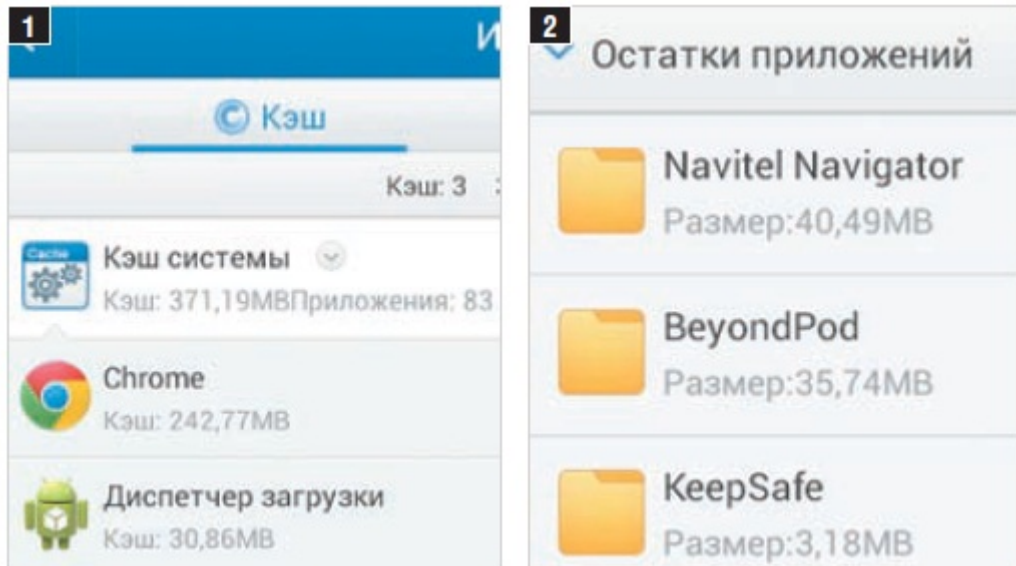 1
И
Кэш
Кэш: 3
Cache
Кэш системы
Кэш: 371,19MBПриложения: 83
Chrome
Кэш: 242,77MB
Диспетчер загрузки
Кэш: 30,86MB
2
Остатки приложений
Navitel Navigator
Размер:40,49MB
BeyondPod
Размер:35,74MB
KeepSafe
Размер:3,18MB